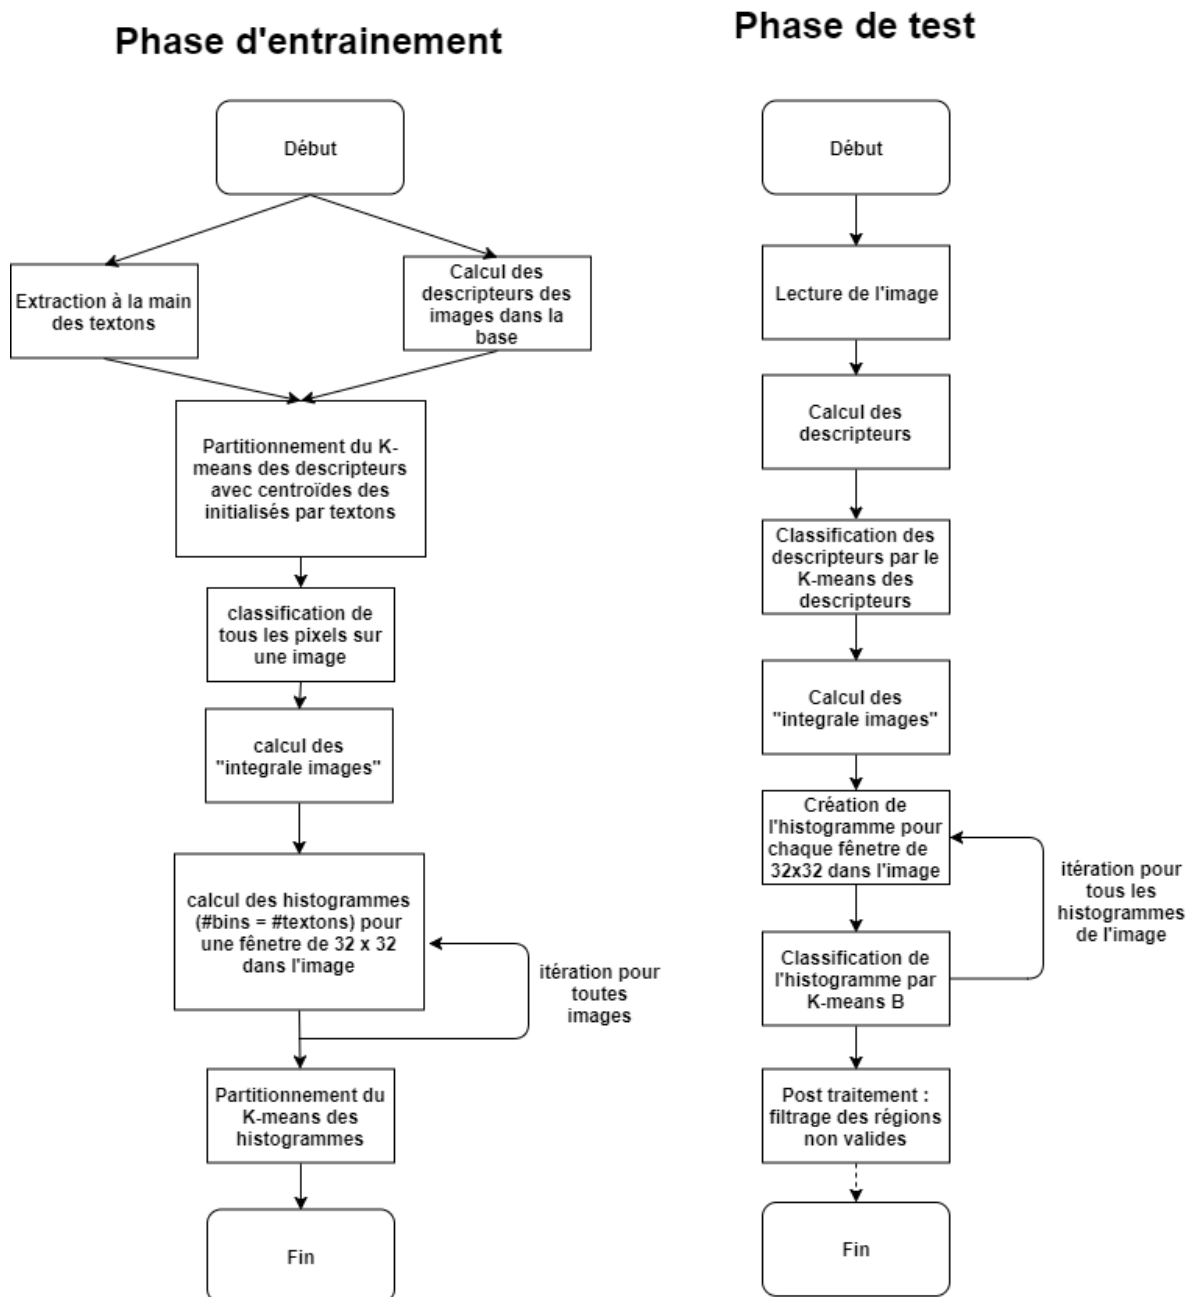 Phase d'entrainement
Début
Extraction à la main
des textons
Calcul des
descripteurs des
images dans la
base
Partitionnement du K-
means des descripteurs
avec centroïdes des
initialisés par textons
classification de
tous les pixels sur
une image
calcul des
"integrale images"
calcul des histogrammes
(#bins = #textons) pour
une fênetre de 32 x 32
dans l'image
itération pour
toutes
images
Partitionnement du
K-means des
histogrammes
Fin
Phase de test
Début
Lecture de l'image
Calcul des
descripteurs
Classification des
descripteurs par le
K-means des
descripteurs
Calcul des
"integrale images"
Création de
l'histogramme pour
chaque fênetre de
32x32 dans l'image
itération pour
tous les
histogrammes
de l'image
Classification de
l'histogramme par
K-means B
Post traitement :
filtrage des régions
non valides
Fin